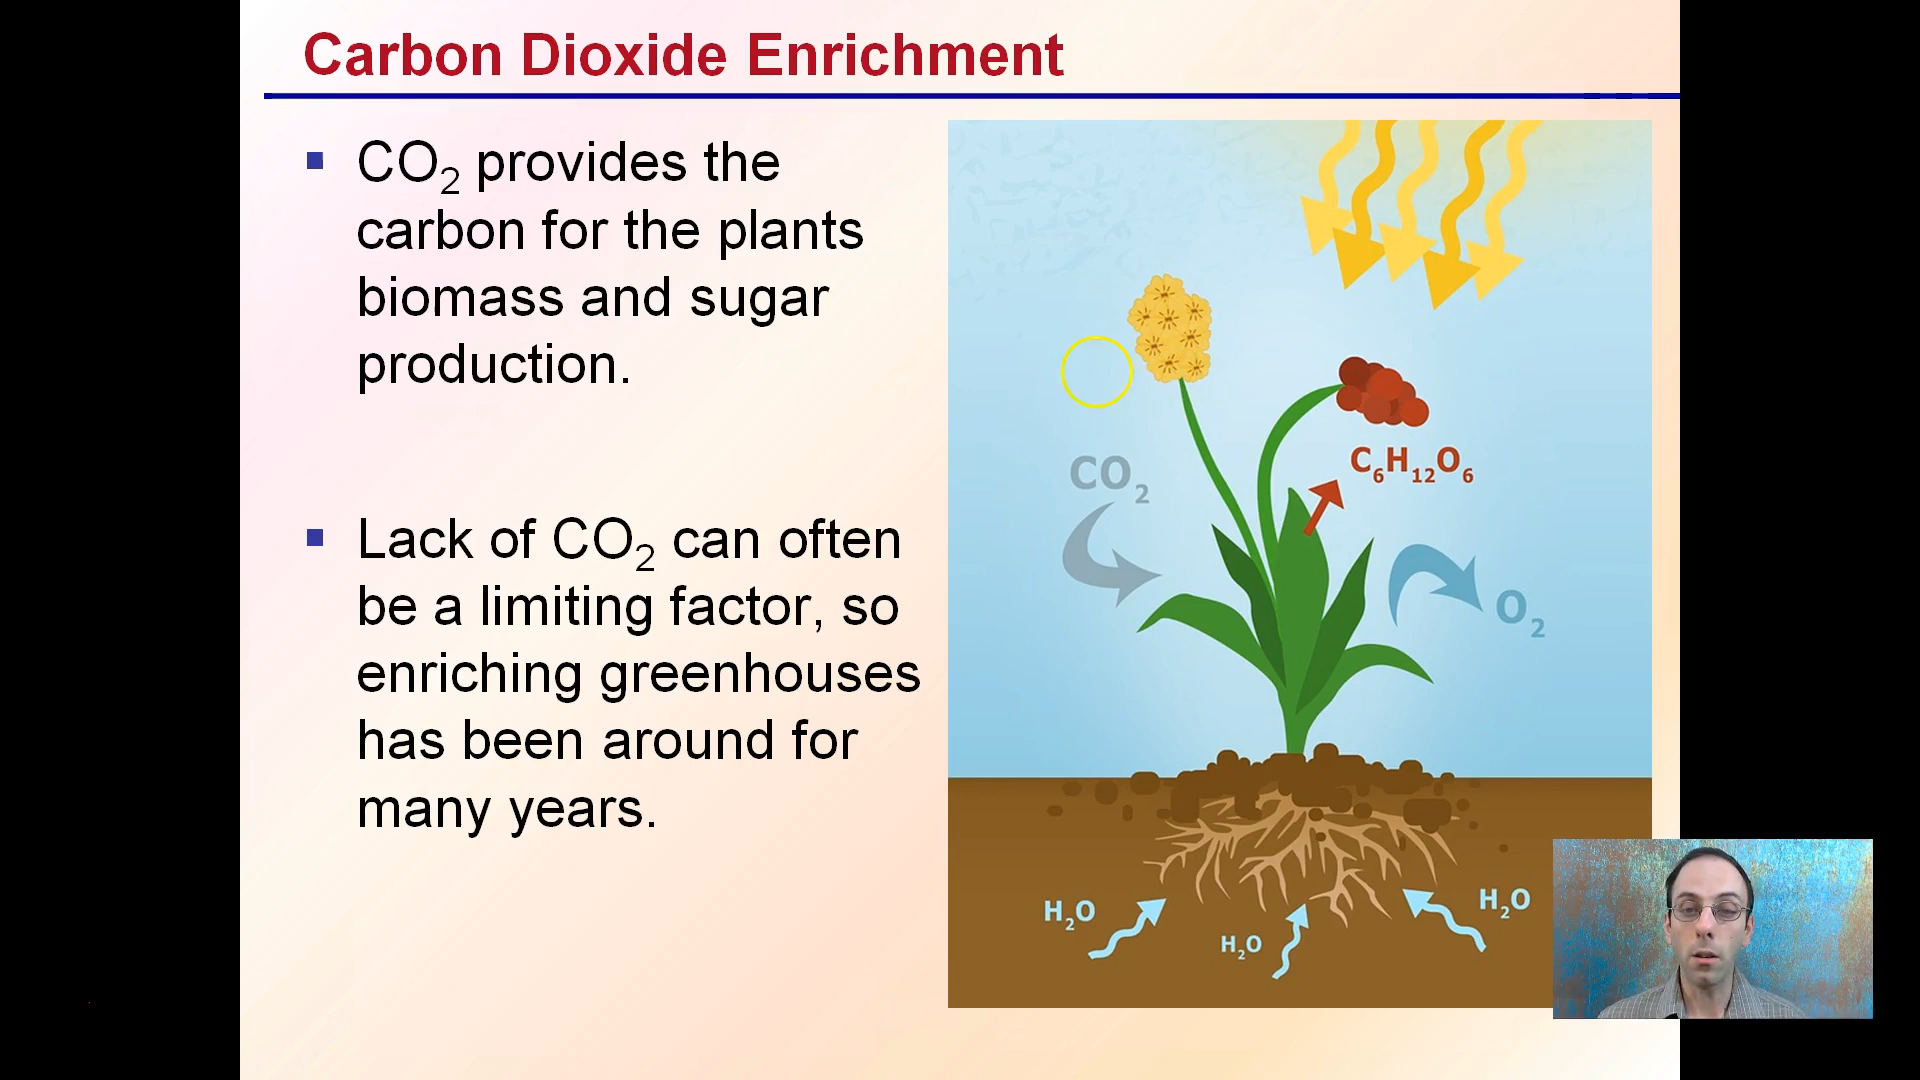 Carbon Dioxide Enrichment
CO₂ provides the
carbon for the plants
biomass and sugar
production.
Lack of CO₂ can often
be a limiting factor, so
enriching greenhouses
has been around for
many years.
CO₂
C₆H₁₂O₆
O₂
H₂O
H₂O
H₂O